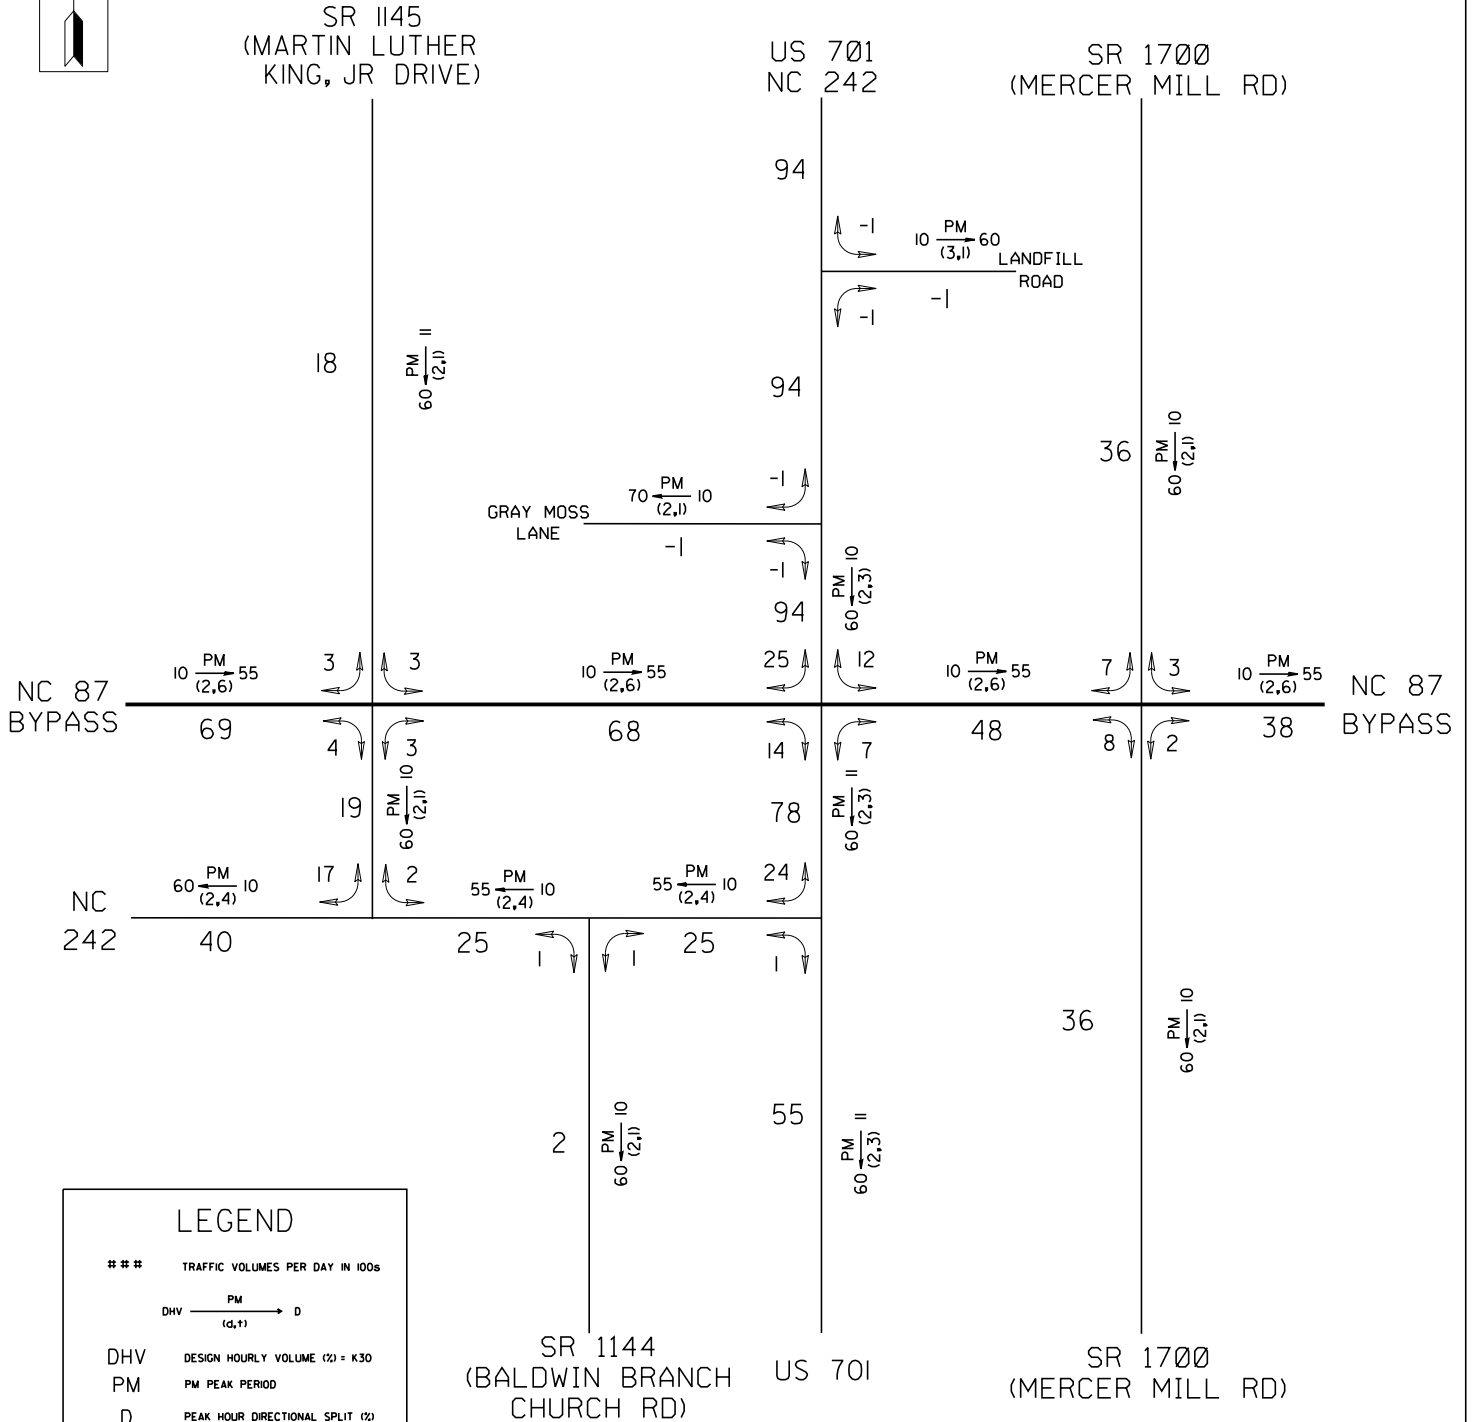 SR 1145
(MARTIN LUTHER
KING, JR DRIVE)
US 701
NC 242
SR 1700
(MERCER MILL RD)
94
-1
PM
10 60
(3,1)
LANDFILL
ROAD
-1
-1
18
PM 11
60 (2,1)
94
36
PM 10
60 (2,1)
-1
PM
70 10
(2,1)
GRAY MOSS
LANE
-1
-1
94
PM 10
60 (2,3)
PM
10 55
(2,6)
3
3
PM
10 55
(2,6)
25
12
PM
10 55
(2,6)
7
3
PM
10 55
(2,6)
NC 87
BYPASS
NC 87
BYPASS
69
68
48
38
4
3
14
7
8
2
19
PM 10
60 (2,1)
78
PM 11
60 (2,3)
PM
60 10
(2,4)
17
2
PM
55 10
(2,4)
PM
55 10
(2,4)
24
NC
242
40
25
1
1
25
1
36
PM 10
60 (2,1)
2
PM 10
60 (2,1)
55
PM 11
60 (2,3)
LEGEND
### TRAFFIC VOLUMES PER DAY IN 100s
PM
DHV D
(d,t)
DHV DESIGN HOURLY VOLUME (%) = K30
PM PM PEAK PERIOD
D PEAK HOUR DIRECTIONAL SPLIT (%)
SR 1144
(BALDWIN BRANCH
CHURCH RD)
US 701
SR 1700
(MERCER MILL RD)